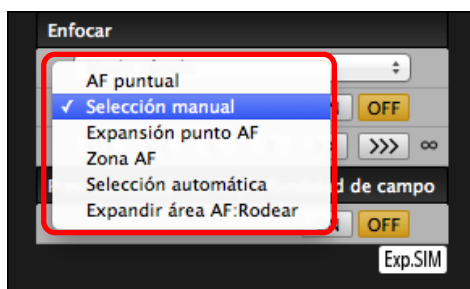 Enfocar
AF puntual
✓ Selección manual
OFF
Expansión punto AF
>>> ∞
Zona AF
Selección automática
d de campo
Expandir área AF:Rodear
OFF
Exp.SIM